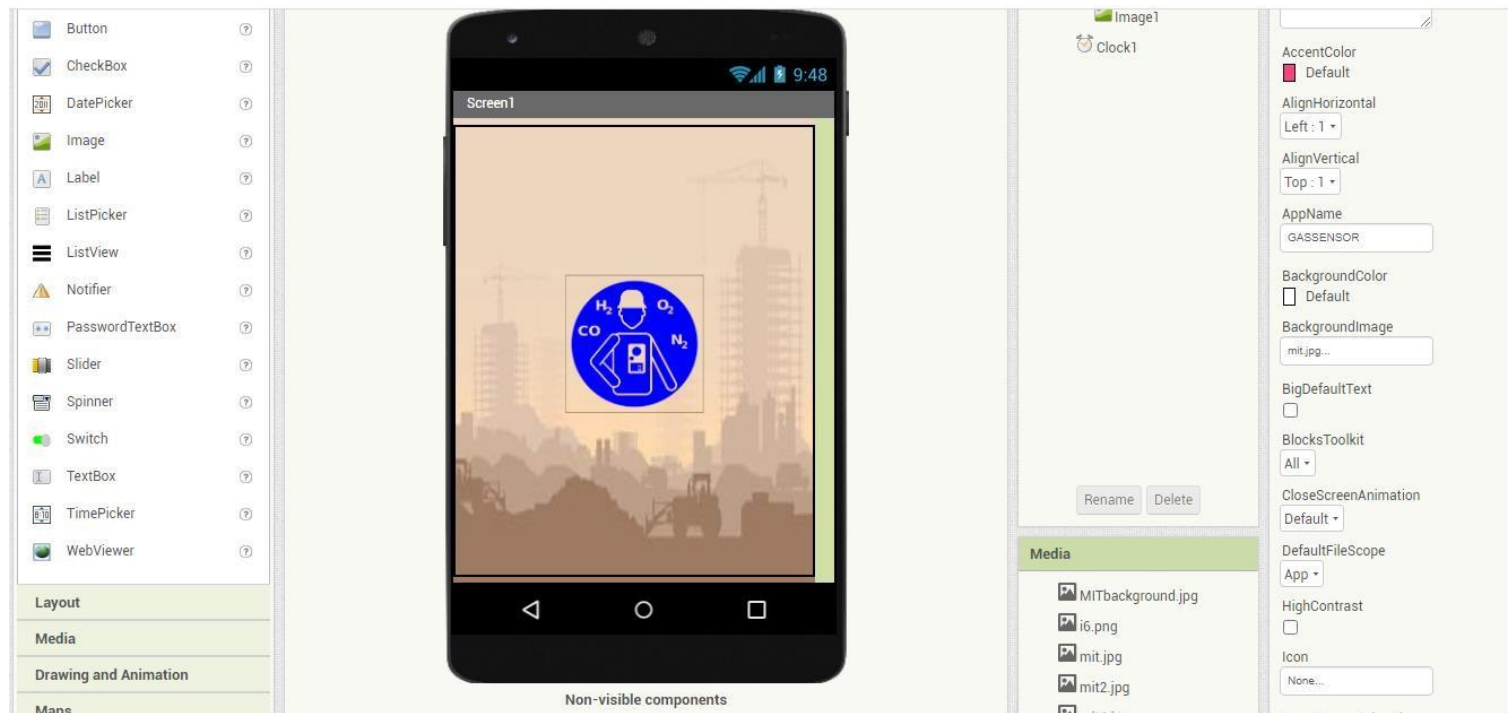 Button
CheckBox
DatePicker
Image
Label
ListPicker
ListView
Notifier
PasswordTextBox
Slider
Spinner
Switch
TextBox
TimePicker
WebViewer
Layout
Media
Drawing and Animation
Maps
9:48
Screen1
H2
O2
CO
N2
Non-visible components
Image1
Clock1
Rename Delete
Media
MITbackground.jpg
i6.png
mit.jpg
mit2.jpg
AccentColor
Default
AlignHorizontal
Left : 1
AlignVertical
Top : 1
AppName
GASSENSOR
BackgroundColor
Default
BackgroundImage
mit.jpg...
BigDefaultText
BlocksToolkit
All
CloseScreenAnimation
Default
DefaultFileScope
App
HighContrast
Icon
None...